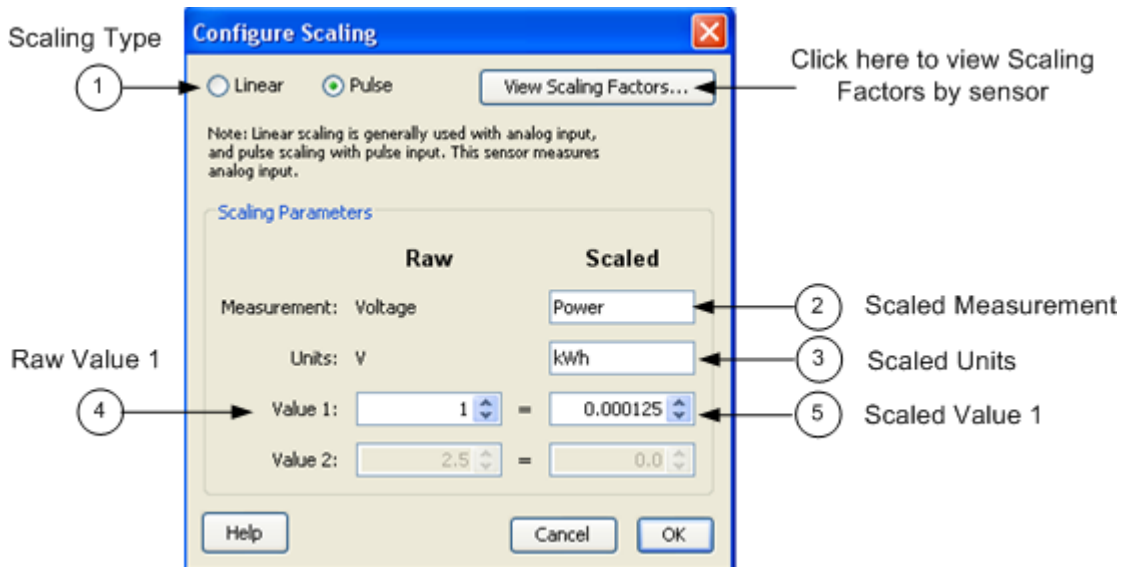 Scaling Type
1
Configure Scaling
Linear
Pulse
View Scaling Factors...
Click here to view Scaling
Factors by sensor
Note: Linear scaling is generally used with analog input,
and pulse scaling with pulse input. This sensor measures
analog input.
Scaling Parameters
Raw
Scaled
Measurement: Voltage
Power
2
Scaled Measurement
Units: V
kWh
3
Scaled Units
Raw Value 1
4
Value 1: 1 = 0.000125
5
Scaled Value 1
Value 2: 2.5 = 0.0
Help
Cancel
OK